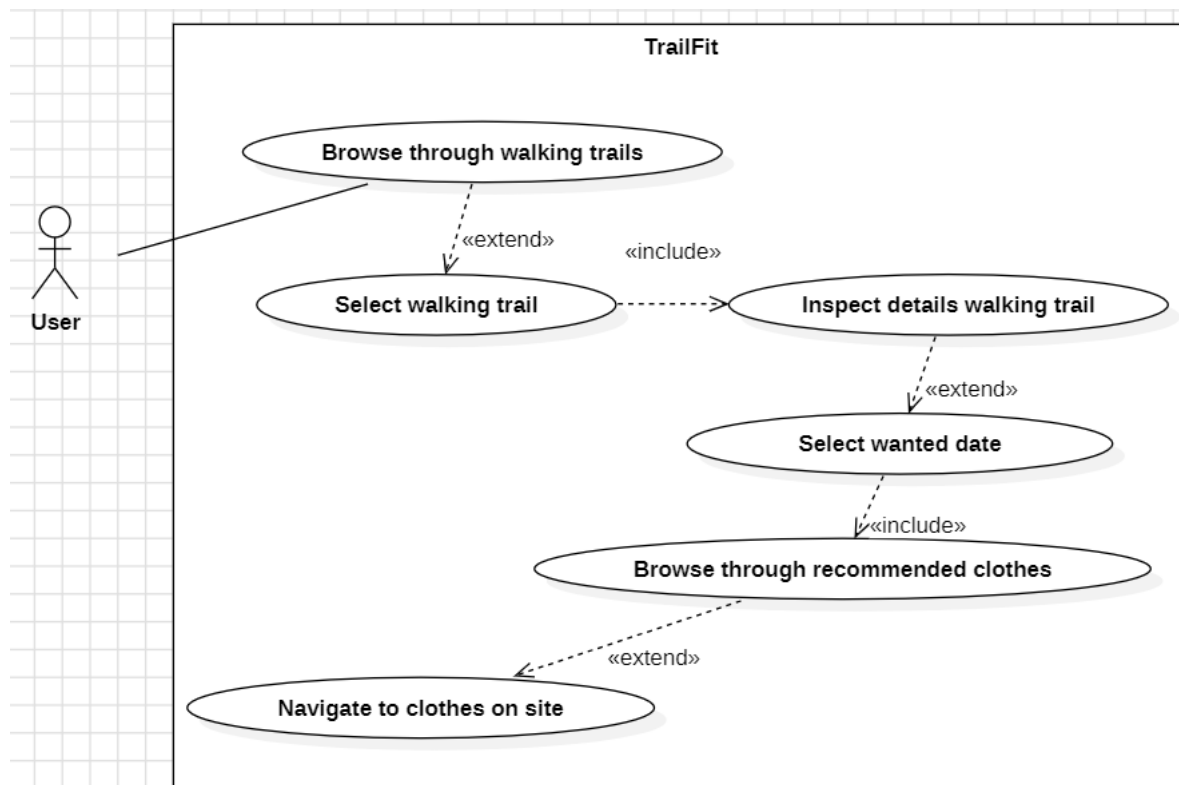 TrailFit
Browse through walking trails
«extend»
«include»
Select walking trail
Inspect details walking trail
User
«extend»
Select wanted date
«include»
Browse through recommended clothes
«extend»
Navigate to clothes on site